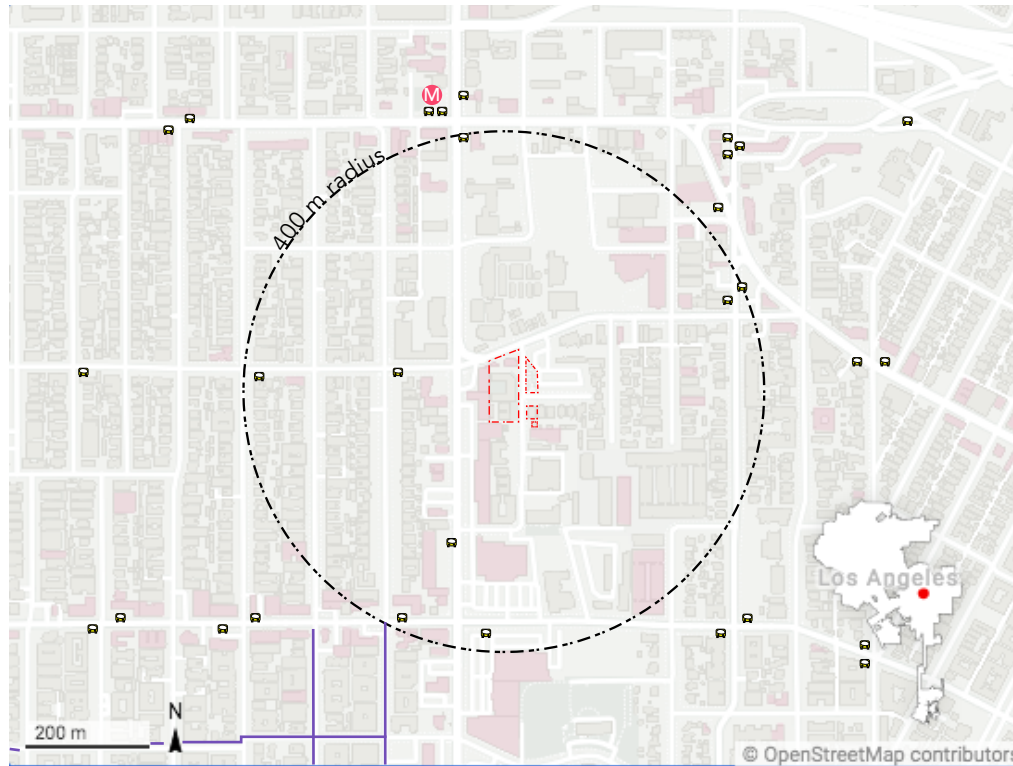 M
400 m radius
Los Angeles
200 m
N
© OpenStreetMap contributors